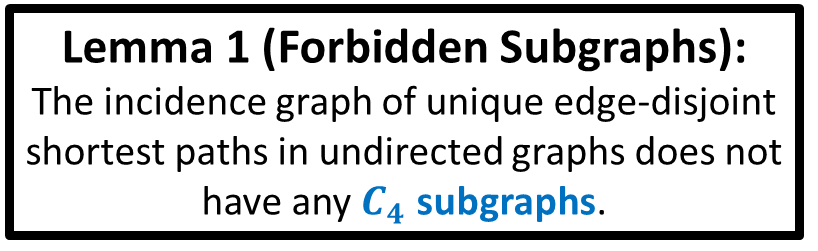 Lemma 1 (Forbidden Subgraphs):
The incidence graph of unique edge-disjoint
shortest paths in undirected graphs does not
have any C₄ subgraphs.